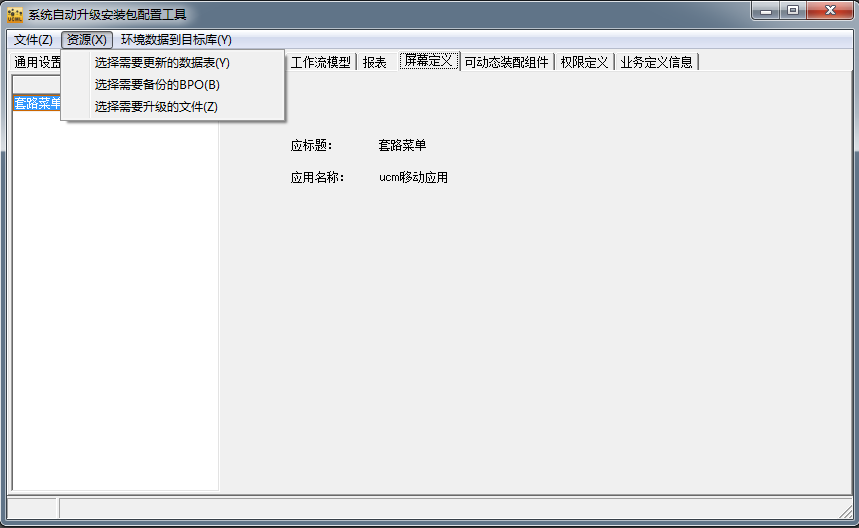 系统自动升级安装包配置工具
文件(Z) 资源(X) 环境数据到目标库(Y)
通用设置 工作流模型 报表 屏幕定义 可动态装配组件 权限定义 业务定义信息
选择需要更新的数据表(Y)
选择需要备份的BPO(B)
选择需要升级的文件(Z)
套路菜单
应标题: 套路菜单
应用名称: ucm移动应用